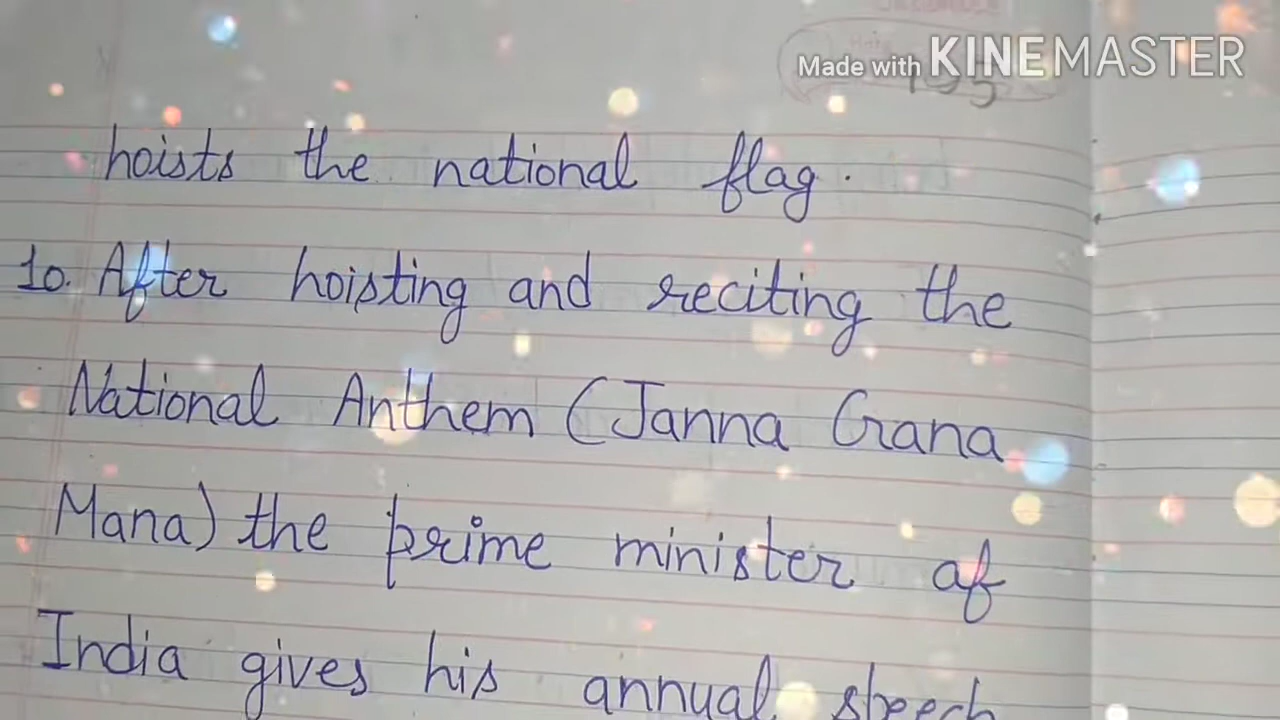 Made with KINEMASTER
hoists the national flag.
10. After hoisting and reciting the
National Anthem (Janna Grana
Mana) the prime minister of
India gives his annual speech